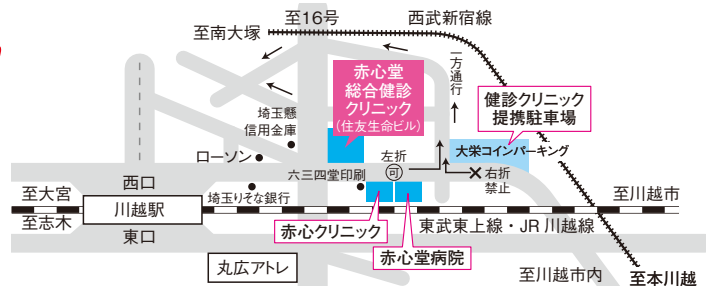 至16号
西武新宿線
至南大塚
一方通行
赤心堂
総合健診
クリニック
(住友生命ビル)
健診クリニック
提携駐車場
埼玉懸
信用金庫
左折
可
大栄コインパーキング
ローソン
六三四堂印刷
右折
禁止
西口
至大宮
埼玉りそな銀行
至川越市
川越駅
至志木
赤心クリニック
東武東上線・JR川越線
東口
赤心堂病院
丸広アトレ
至川越市内
至本川越